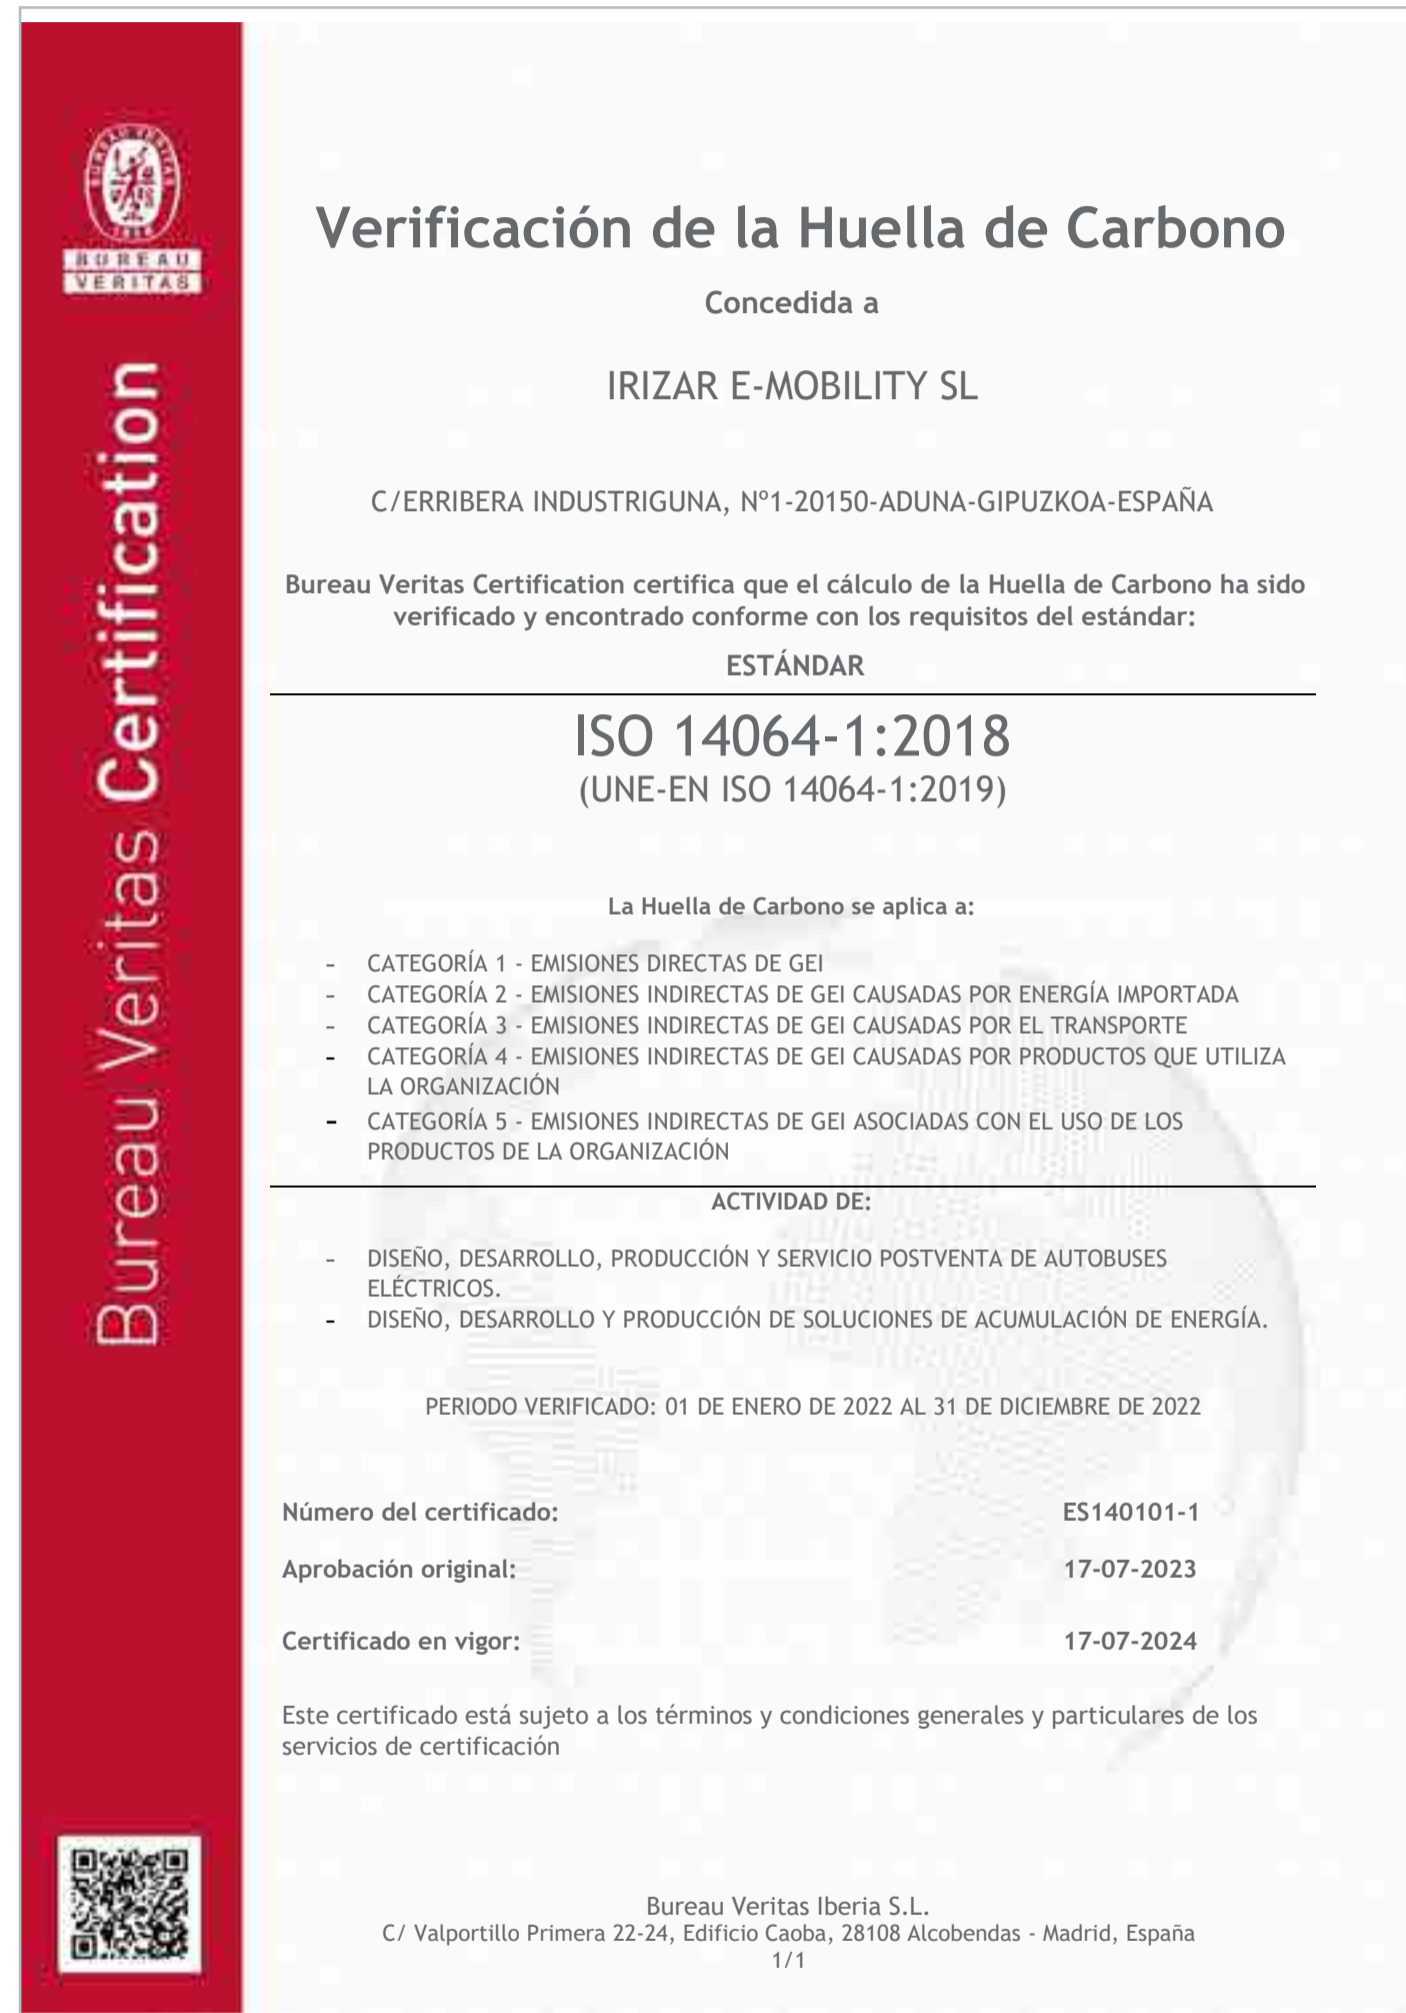 BUREAU VERITAS
1828
BUREAU
VERITAS
Bureau Veritas Certification
Verificación de la Huella de Carbono
Concedida a
IRIZAR E-MOBILITY SL
C/ERRIBERA INDUSTRIGUNA, Nº1-20150-ADUNA-GIPUZKOA-ESPAÑA
Bureau Veritas Certification certifica que el cálculo de la Huella de Carbono ha sido
verificado y encontrado conforme con los requisitos del estándar:
ESTÁNDAR
ISO 14064-1:2018
(UNE-EN ISO 14064-1:2019)
La Huella de Carbono se aplica a:
- CATEGORÍA 1 - EMISIONES DIRECTAS DE GEI
- CATEGORÍA 2 - EMISIONES INDIRECTAS DE GEI CAUSADAS POR ENERGÍA IMPORTADA
- CATEGORÍA 3 - EMISIONES INDIRECTAS DE GEI CAUSADAS POR EL TRANSPORTE
- CATEGORÍA 4 - EMISIONES INDIRECTAS DE GEI CAUSADAS POR PRODUCTOS QUE UTILIZA
LA ORGANIZACIÓN
- CATEGORÍA 5 - EMISIONES INDIRECTAS DE GEI ASOCIADAS CON EL USO DE LOS
PRODUCTOS DE LA ORGANIZACIÓN
ACTIVIDAD DE:
- DISEÑO, DESARROLLO, PRODUCCIÓN Y SERVICIO POSTVENTA DE AUTOBUSES
ELÉCTRICOS.
- DISEÑO, DESARROLLO Y PRODUCCIÓN DE SOLUCIONES DE ACUMULACIÓN DE ENERGÍA.
PERIODO VERIFICADO: 01 DE ENERO DE 2022 AL 31 DE DICIEMBRE DE 2022
Número del certificado: ES140101-1
Aprobación original: 17-07-2023
Certificado en vigor: 17-07-2024
Este certificado está sujeto a los términos y condiciones generales y particulares de los
servicios de certificación
Bureau Veritas Iberia S.L.
C/ Valportillo Primera 22-24, Edificio Caoba, 28108 Alcobendas - Madrid, España
1/1